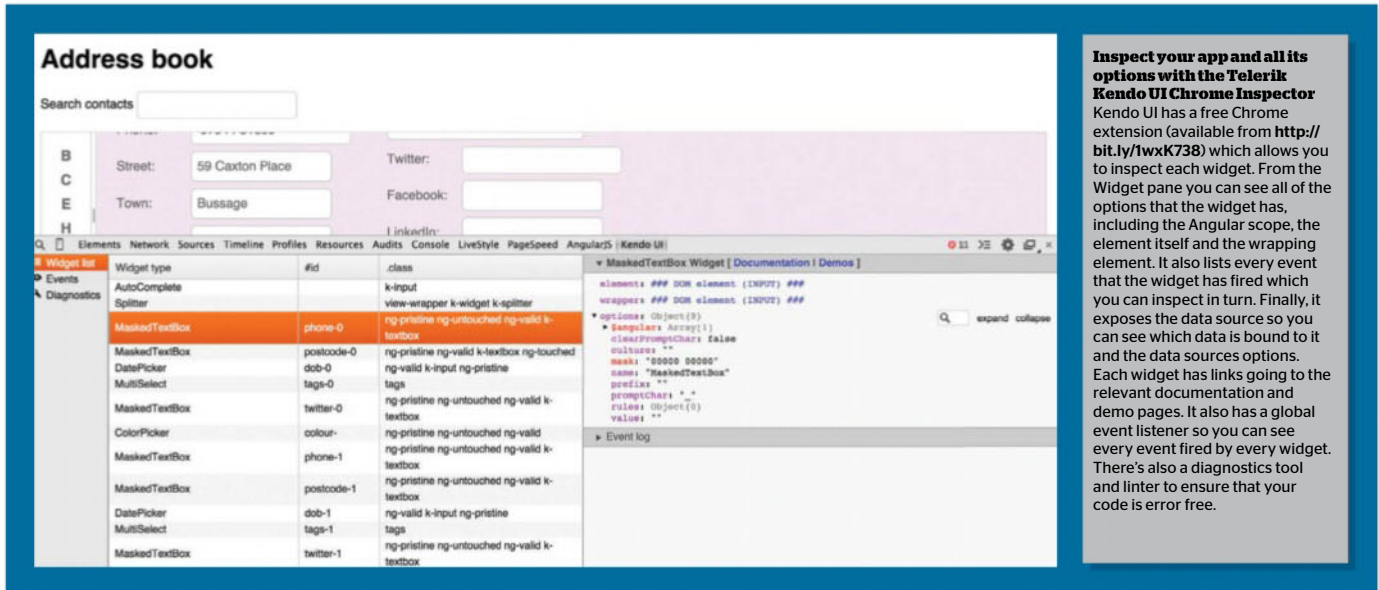 Address book
Search contacts
B
C
E
H
Street: 59 Caxton Place
Town: Bussage
Twitter:
Facebook:
LinkedIn:
Elements Network Sources Timeline Profiles Resources Audits Console LiveStyle PageSpeed AngularJS Kendo UI 11
Widget list
Events
Diagnostics
Widget type #id .class
AutoComplete k-input
Splitter view-wrapper k-widget k-splitter
MaskedTextBox phone-0 ng-pristine ng-untouched ng-valid k-
textbox
MaskedTextBox postcode-0 ng-pristine ng-valid k-textbox ng-touched
DatePicker dob-0 ng-valid k-input ng-pristine
MultiSelect tags-0 tags
MaskedTextBox twitter-0 ng-pristine ng-untouched ng-valid k-
textbox
ColorPicker colour- ng-pristine ng-untouched ng-valid
MaskedTextBox phone-1 ng-pristine ng-untouched ng-valid k-
textbox
MaskedTextBox postcode-1 ng-pristine ng-untouched ng-valid k-
textbox
DatePicker dob-1 ng-valid k-input ng-pristine
MultiSelect tags-1 tags
MaskedTextBox twitter-1 ng-pristine ng-untouched ng-valid k-
textbox
MaskedTextBox Widget [ Documentation | Demos ]
element: ### DOM element (INPUT) ###
wrapper: ### DOM element (INPUT) ###
options: Object(9)
expand collapse
$angular: Array[1]
clearPromptChar: false
culture: ""
mask: "00000 00000"
name: "MaskedTextBox"
prefix: ""
promptChar: "_"
rules: Object(0)
value: ""
Event log
Inspect your app and all its
options with the Telerik
Kendo UI Chrome Inspector
Kendo UI has a free Chrome
extension (available from http://
bit.ly/1wxK738) which allows you
to inspect each widget. From the
Widget pane you can see all of the
options that the widget has,
including the Angular scope, the
element itself and the wrapping
element. It also lists every event
that the widget has fired which
you can inspect in turn. Finally, it
exposes the data source so you
can see which data is bound to it
and the data sources options.
Each widget has links going to the
relevant documentation and
demo pages. It also has a global
event listener so you can see
every event fired by every widget.
There's also a diagnostics tool
and linter to ensure that your
code is error free.